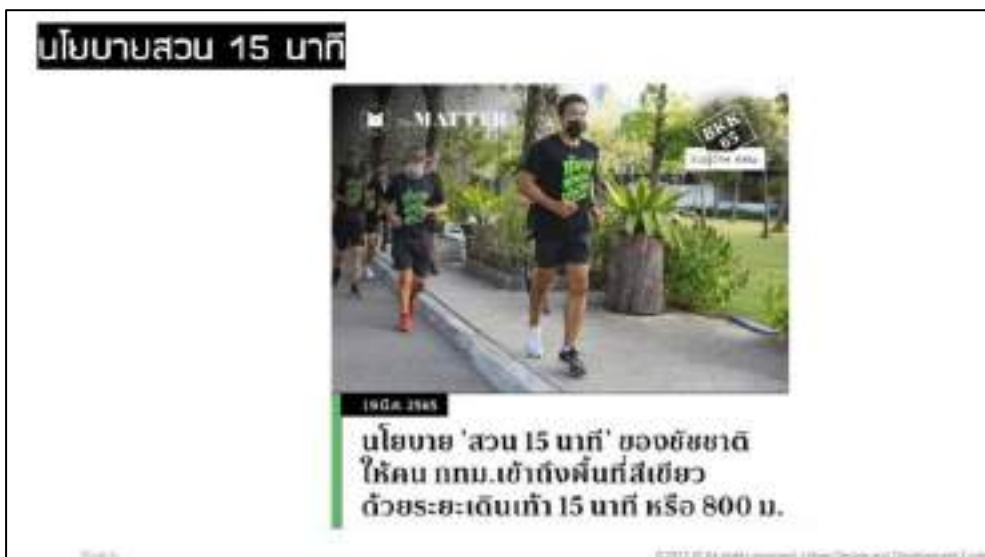 นโยบายสวน 15 นาที
The MATTER
BKK
65
19 มี.ค. 2565
นโยบาย 'สวน 15 นาที' ของชัชชาติ
ให้คน กทม.เข้าถึงพื้นที่สีเขียว
ด้วยระยะเดินเท้า 15 นาที หรือ 800 ม.